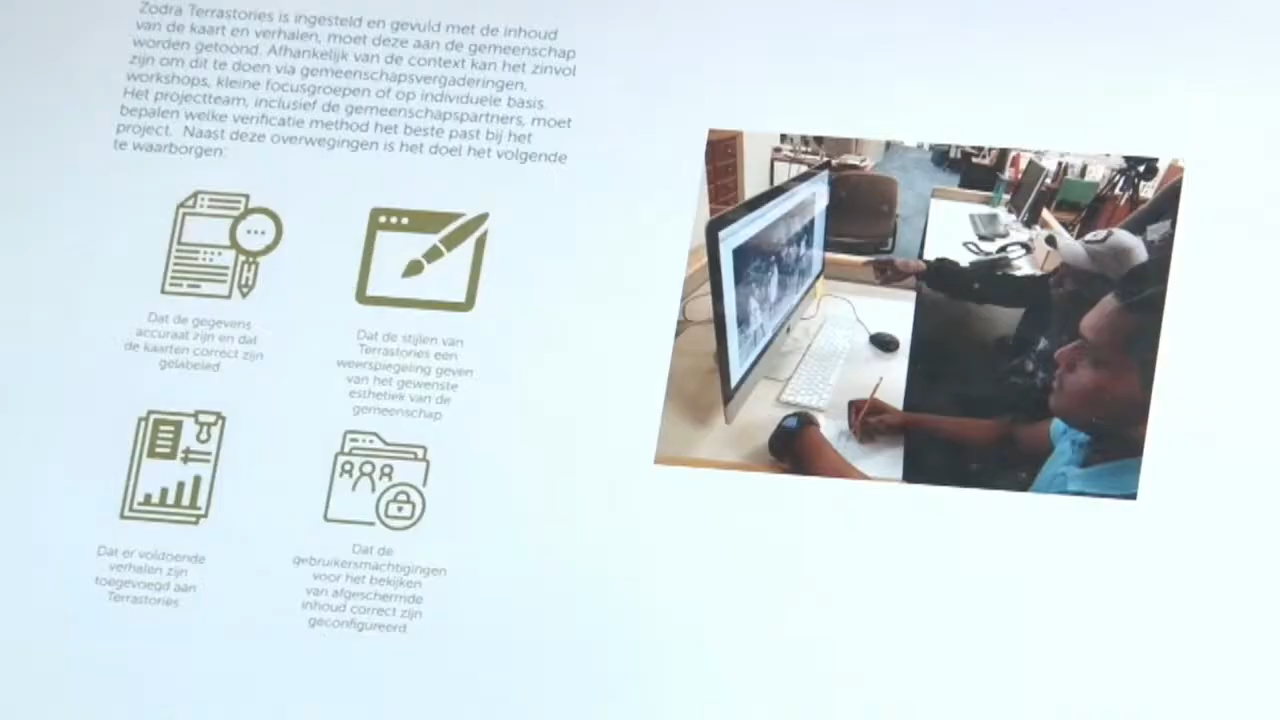 Zodra Terrastories is ingesteld en gevuld met de inhoud
van de kaart en verhalen, moet deze aan de gemeenschap
worden getoond. Afhankelijk van de context kan het zinvol
zijn om dit te doen via gemeenschapsvergaderingen,
workshops, kleine focusgroepen of op individuele basis.
Het projectteam, inclusief de gemeenschapspartners, moet
bepalen welke verificatie method het beste past bij het
project. Naast deze overwegingen is het doel het volgende
te waarborgen:
Dat de gegevens
accuraat zijn en dat
de kaarten correct zijn
gelabeled
Dat de stijlen van
Terrastories een
weerspiegeling geven
van het gewenste
esthetiek van de
gemeenschap
Dat er voldoende
verhalen zijn
toegevoegd aan
Terrastories
Dat de
gebruikersmachtigingen
voor het bekijken
van afgeschermde
inhoud correct zijn
geconfigureerd